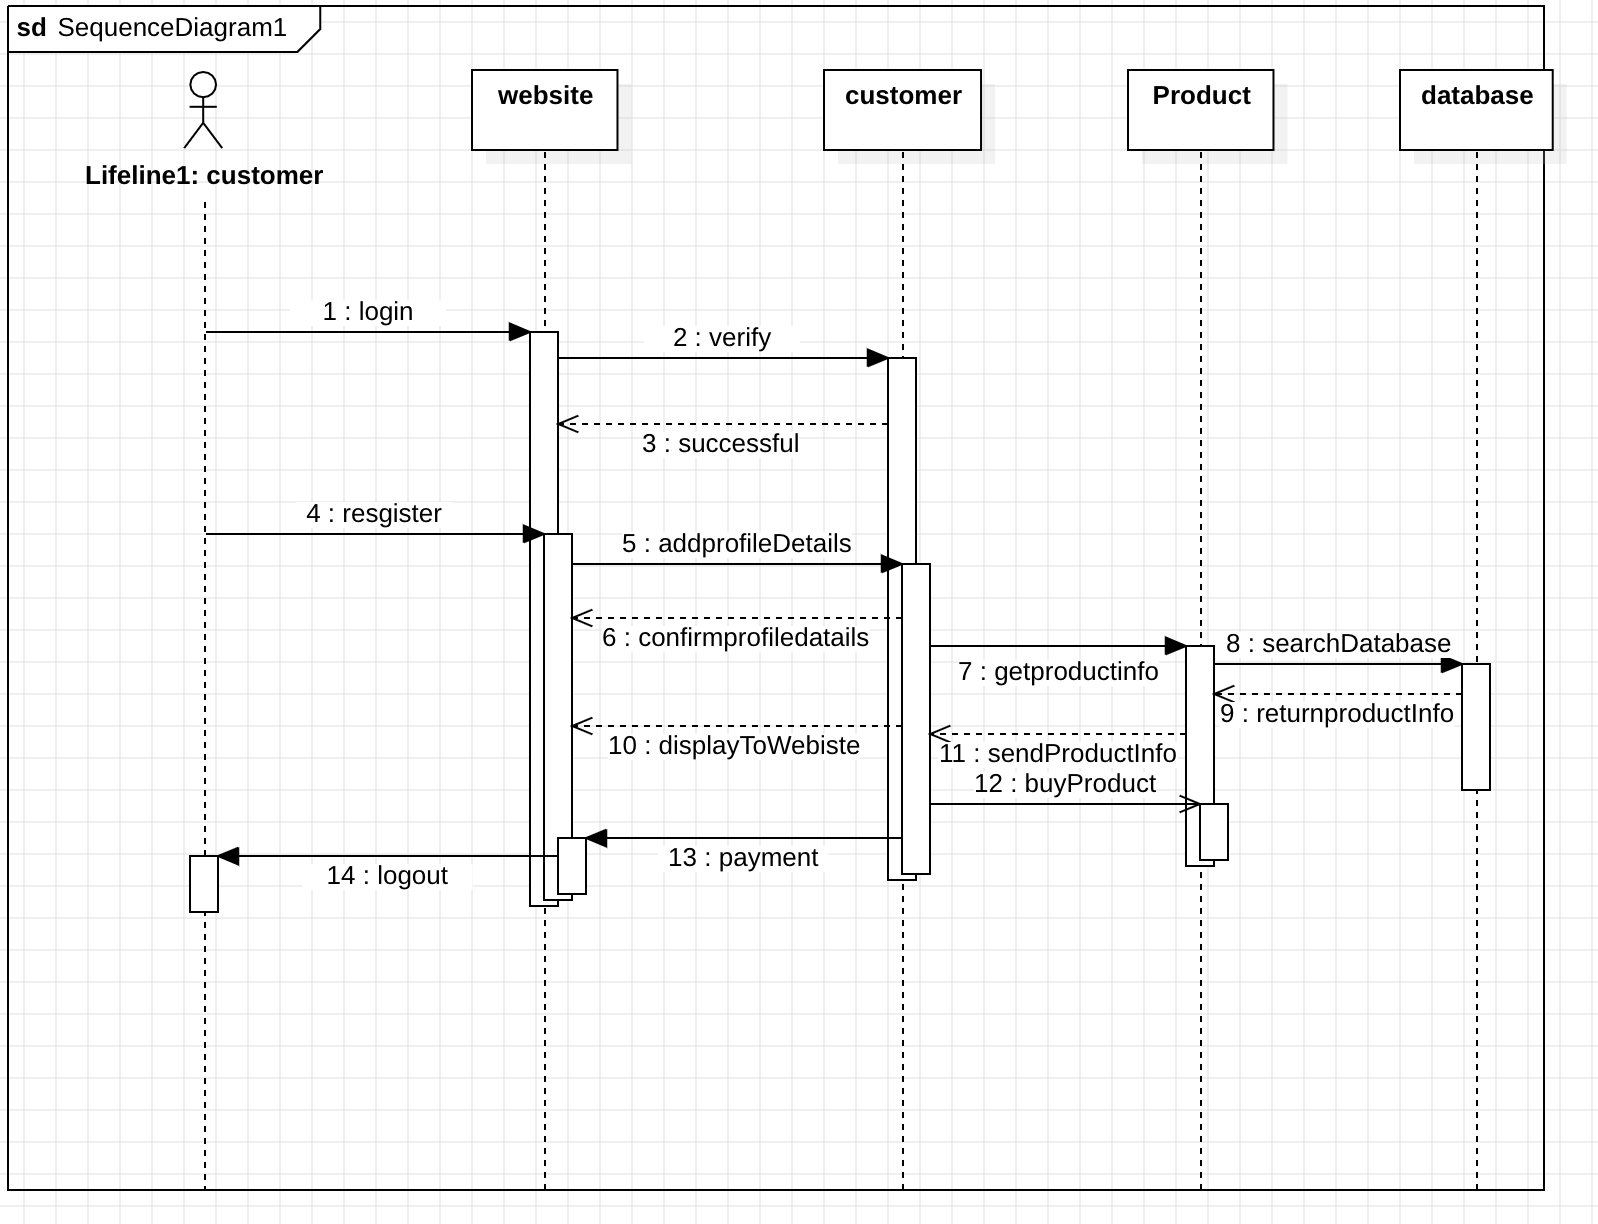 sd SequenceDiagram1
website
customer
Product
database
Lifeline1: customer
1 : login
2 : verify
3 : successful
4 : resgister
5 : addprofileDetails
6 : confirmprofiledatails
7 : getproductinfo
8 : searchDatabase
9 : returnproductInfo
10 : displayToWebiste
11 : sendProductInfo
12 : buyProduct
13 : payment
14 : logout